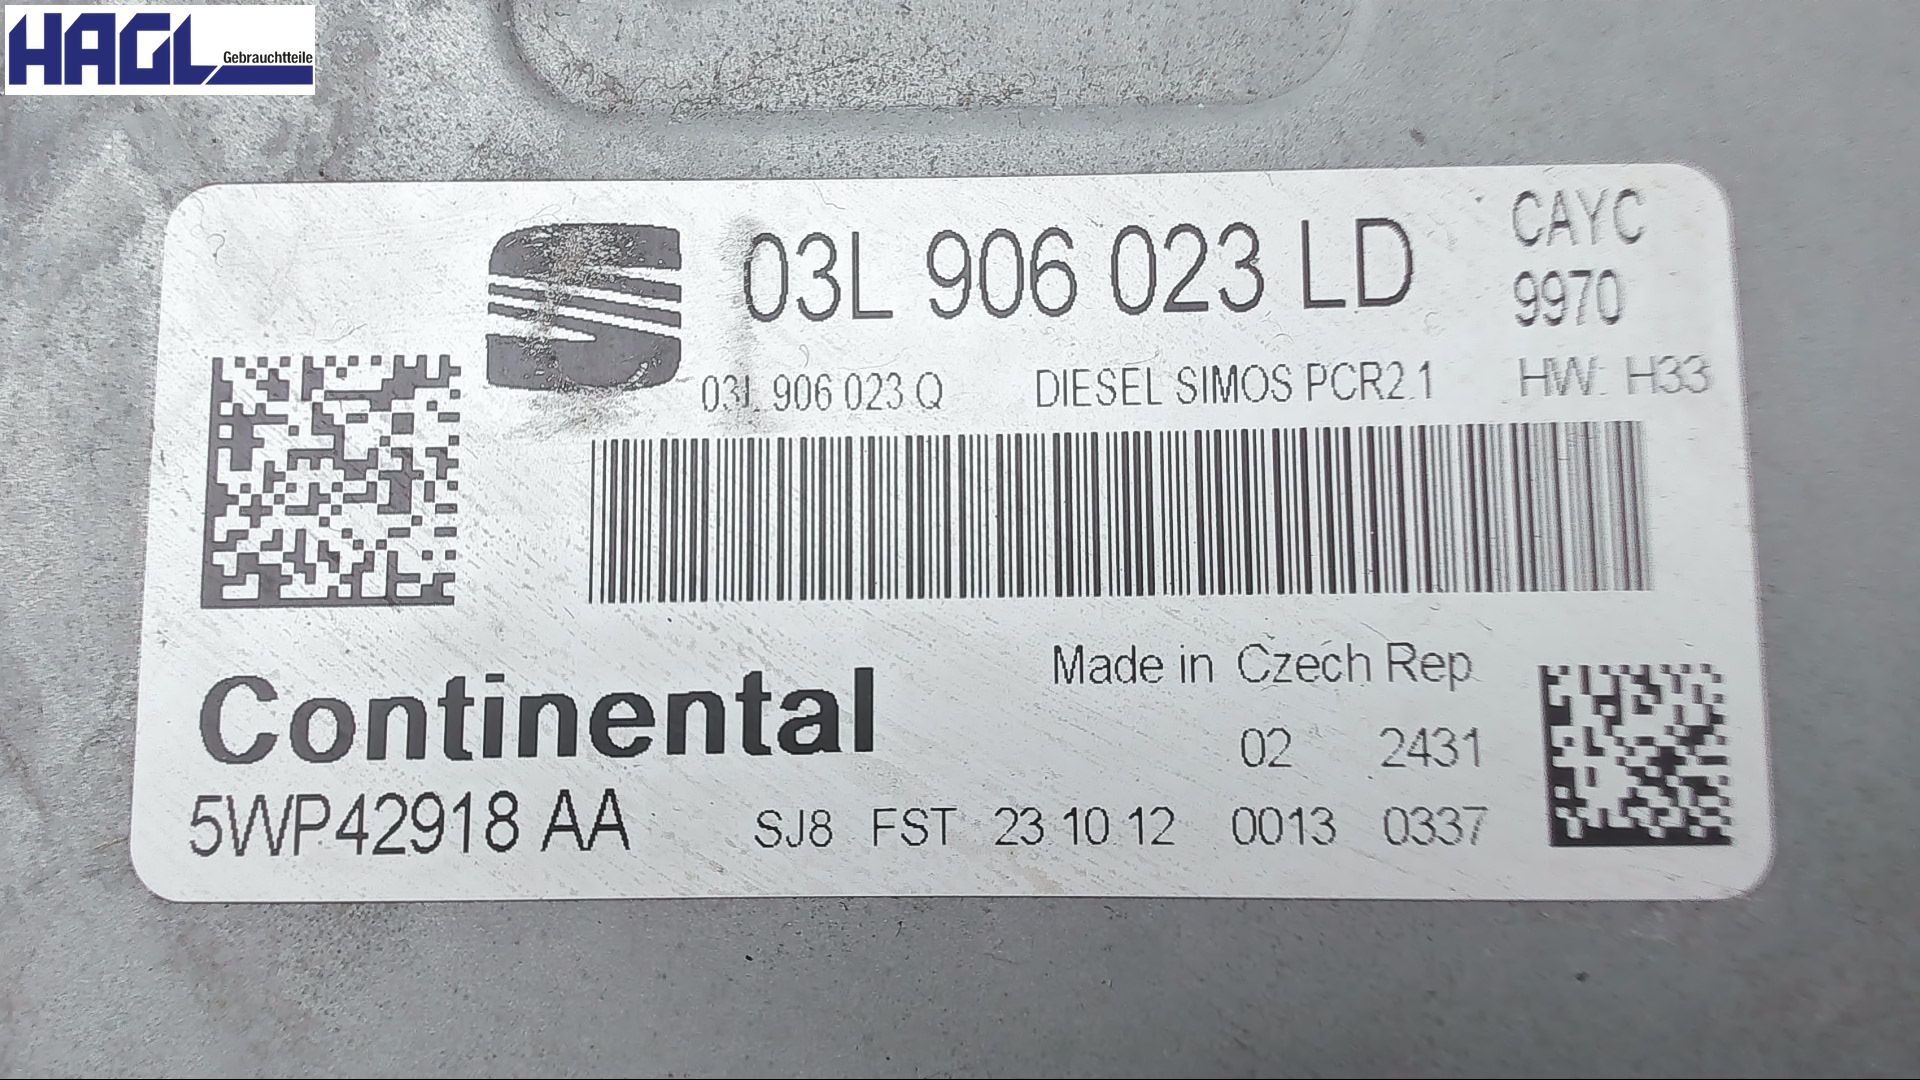 HAGL
Gebrauchtteile
03L 906 023 LD
CAYC
9970
03L 906 023 Q DIESEL SIMOS PCR2.1 HW: H33
Made in Czech Rep
02 2431
Continental
5WP42918 AA
SJ8 FST 23 10 12 0013 0337